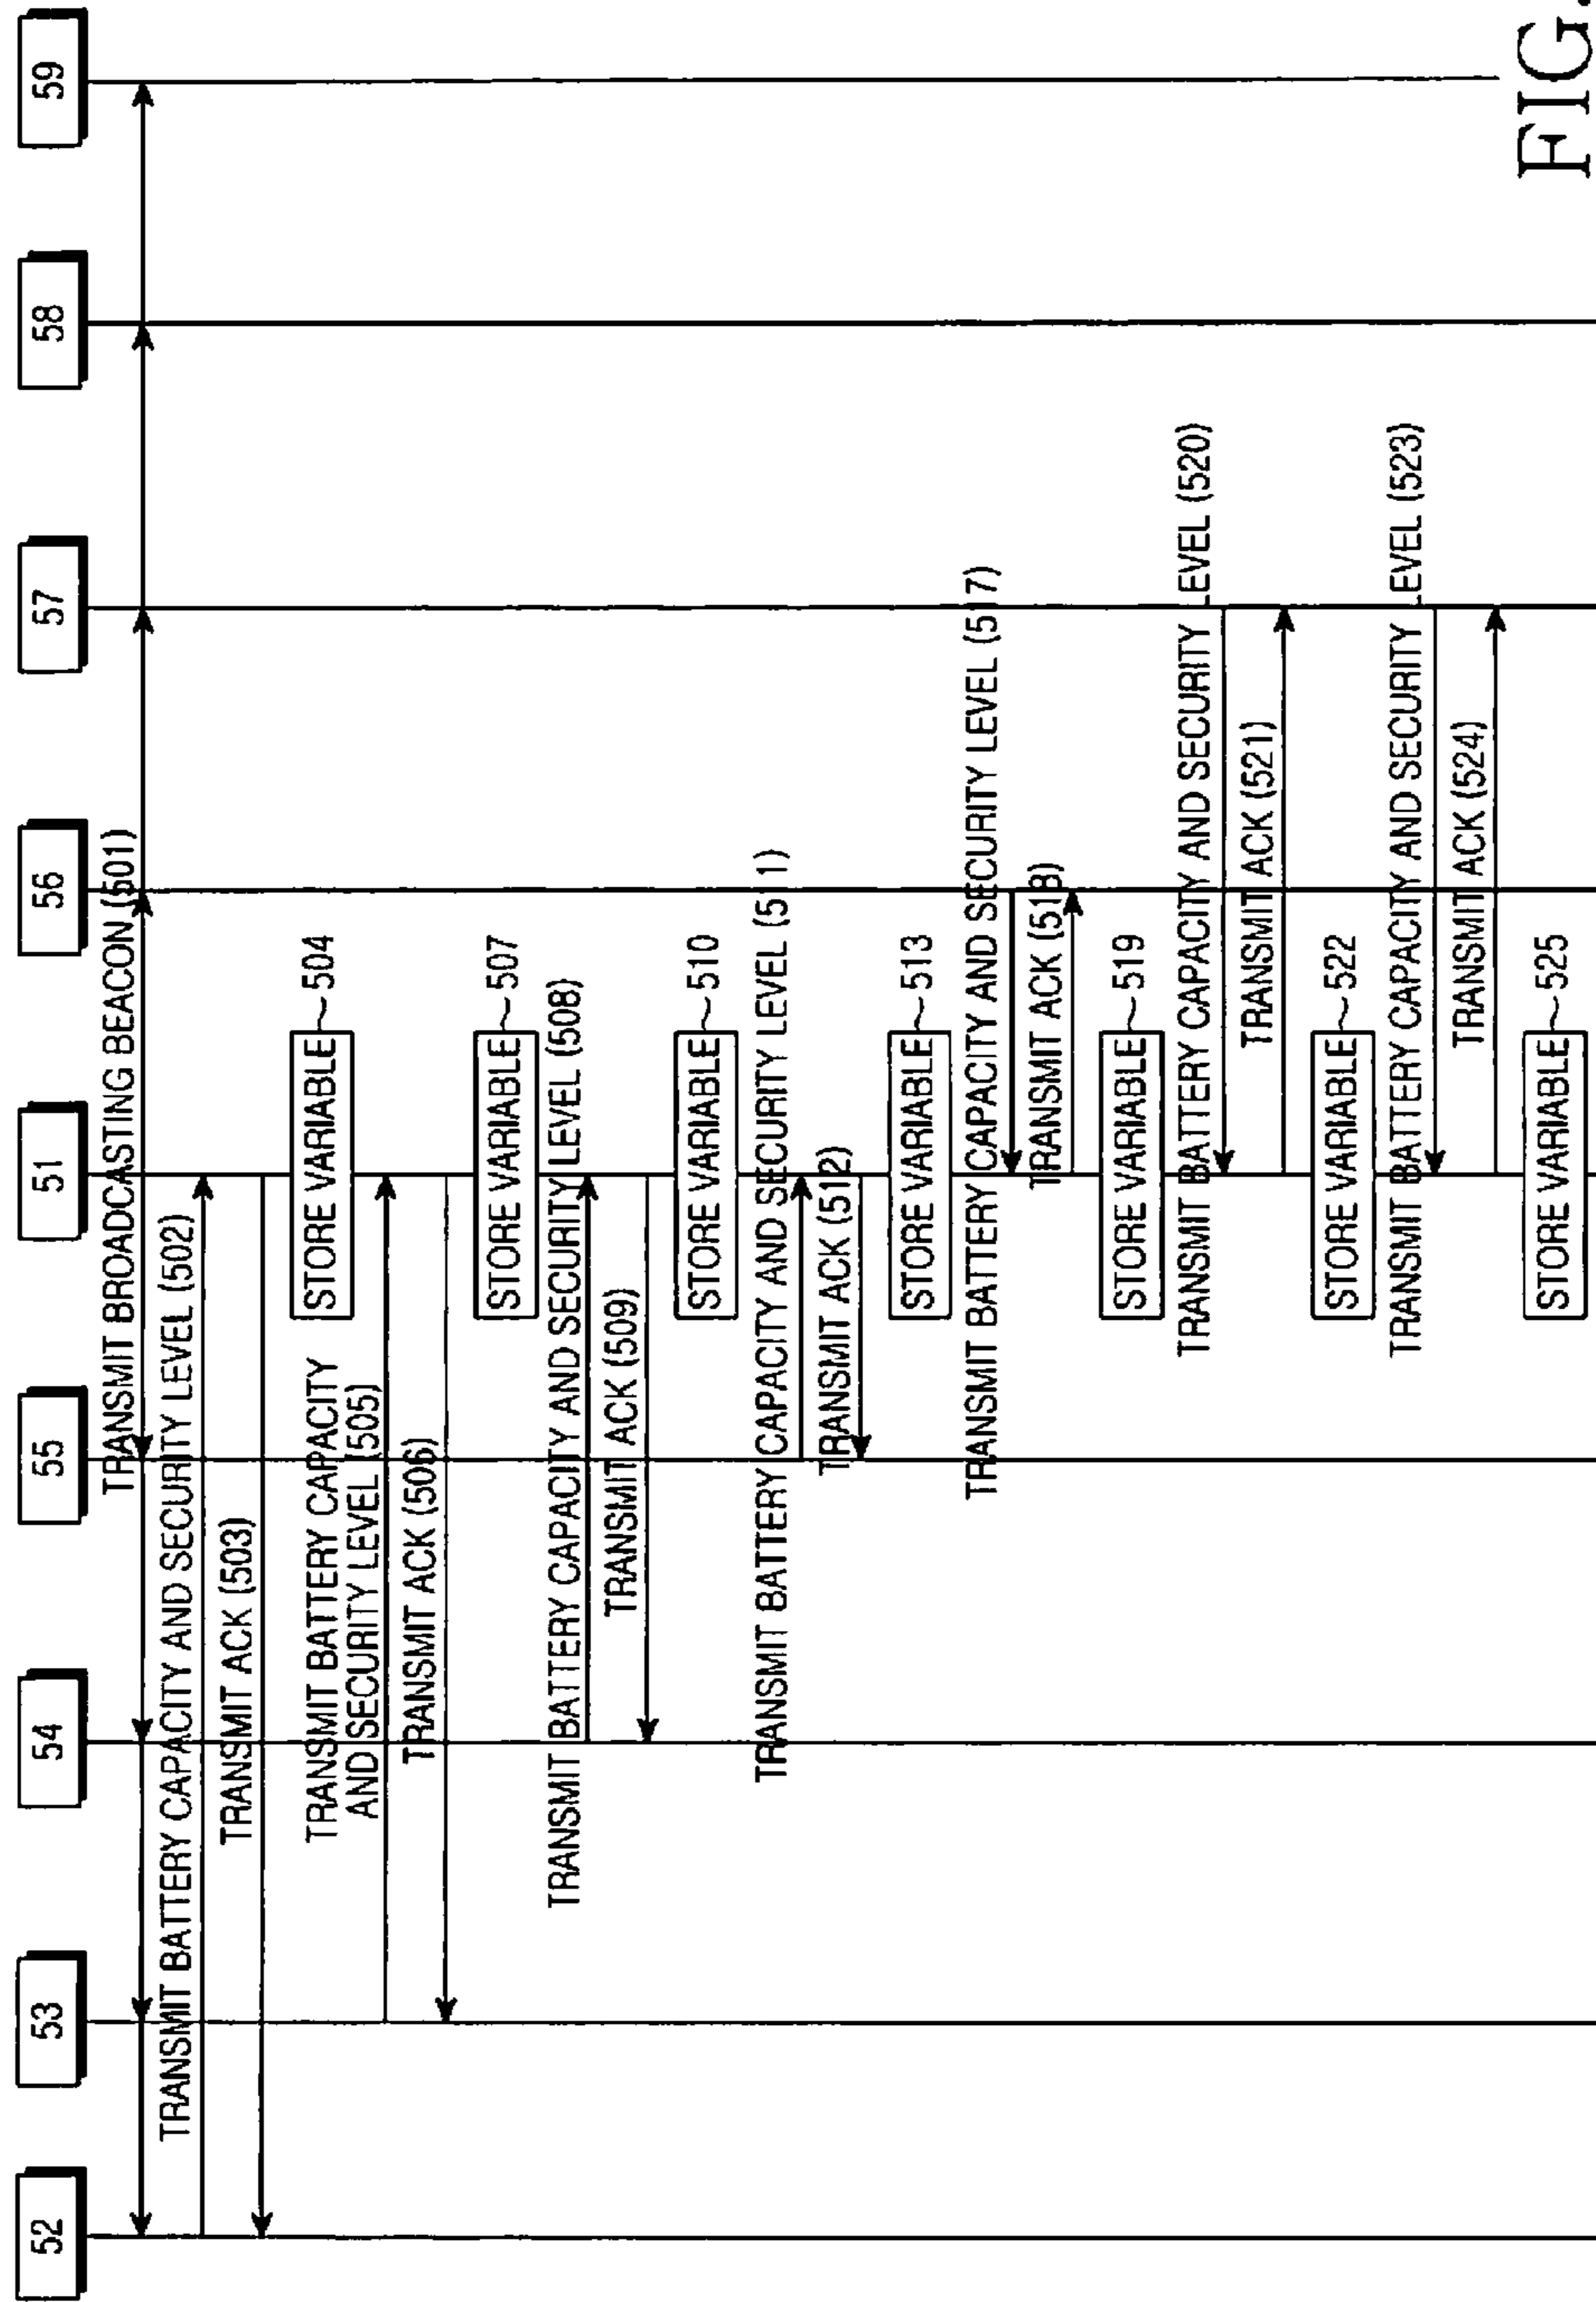 52
53
54
55
51
56
57
58
59
TRANSMIT BROADCASTING BEACON (501)
TRANSMIT BATTERY CAPACITY AND SECURITY LEVEL (502)
TRANSMIT ACK (503)
STORE VARIABLE ~504
TRANSMIT BATTERY CAPACITY
AND SECURITY LEVEL (505)
TRANSMIT ACK (506)
STORE VARIABLE ~507
TRANSMIT BATTERY CAPACITY AND SECURITY LEVEL (508)
TRANSMIT ACK (509)
STORE VARIABLE ~510
TRANSMIT BATTERY CAPACITY AND SECURITY LEVEL (511)
TRANSMIT ACK (512)
STORE VARIABLE ~513
TRANSMIT BATTERY CAPACITY AND SECURITY LEVEL (517)
TRANSMIT ACK (518)
STORE VARIABLE ~519
TRANSMIT BATTERY CAPACITY AND SECURITY LEVEL (520)
TRANSMIT ACK (521)
STORE VARIABLE ~522
TRANSMIT BATTERY CAPACITY AND SECURITY LEVEL (523)
TRANSMIT ACK (524)
STORE VARIABLE ~525
FIG.